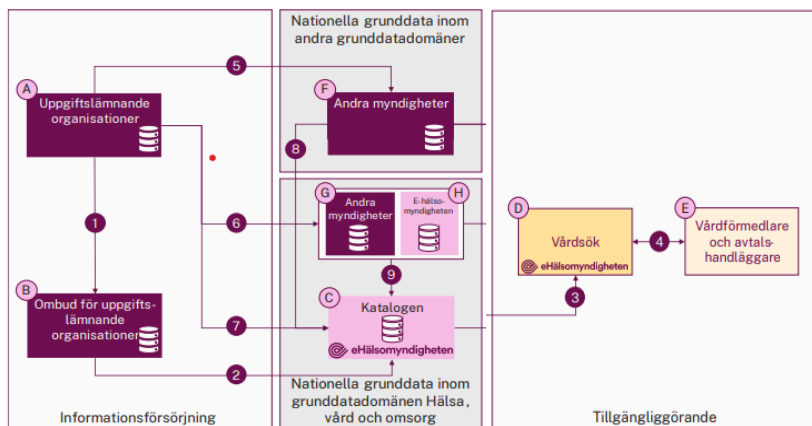 Nationella grunddata inom
andra grunddatadomäner
A
Uppgiftslämnande
organisationer
5
F
Andra myndigheter
8
1
6
G
Andra
myndigheter
H
E-hälso-
myndigheten
9
D
Vårdsök
eHälsomyndigheten
4
E
Vårdförmedlare
och avtals-
handläggare
3
B
Ombud för uppgifts-
lämnande
organisationer
7
2
C
Katalogen
eHälsomyndigheten
Nationella grunddata inom
grunddatadomänen Hälsa,
vård och omsorg
Informationsförsörjning
Tillgängliggörande